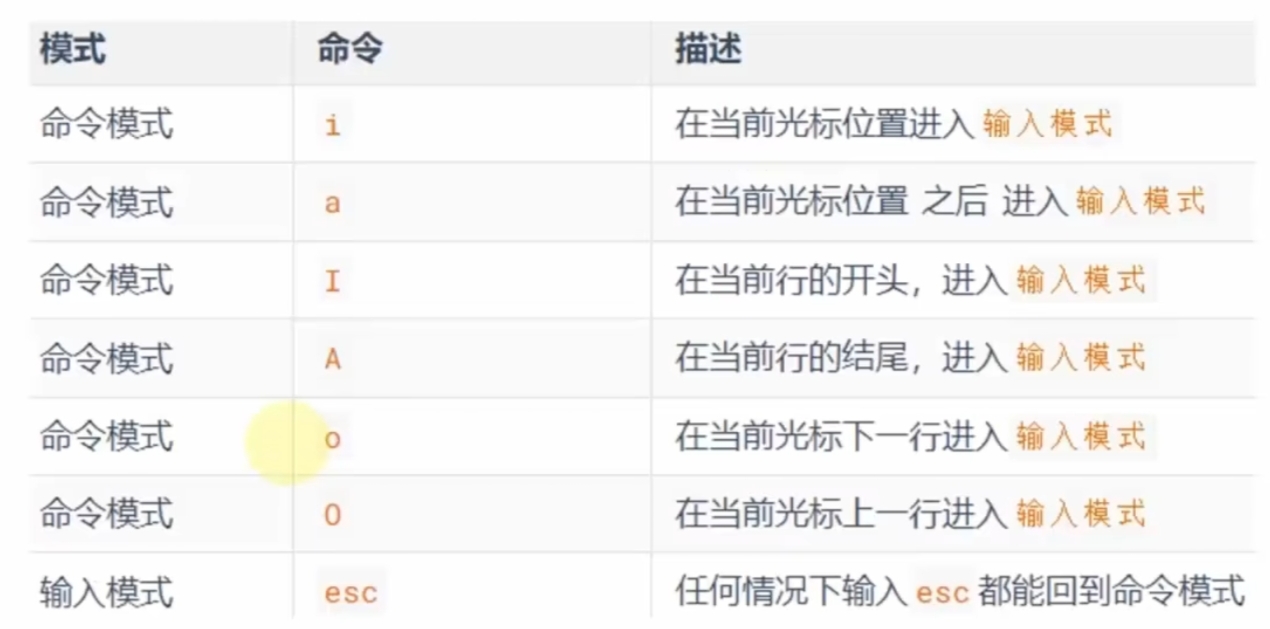 模式 命令 描述
命令模式 i 在当前光标位置进入 输入模式
命令模式 a 在当前光标位置 之后 进入 输入模式
命令模式 I 在当前行的开头，进入 输入模式
命令模式 A 在当前行的结尾，进入 输入模式
命令模式 o 在当前光标下一行进入 输入模式
命令模式 O 在当前光标上一行进入 输入模式
输入模式 esc 任何情况下输入 esc 都能回到命令模式